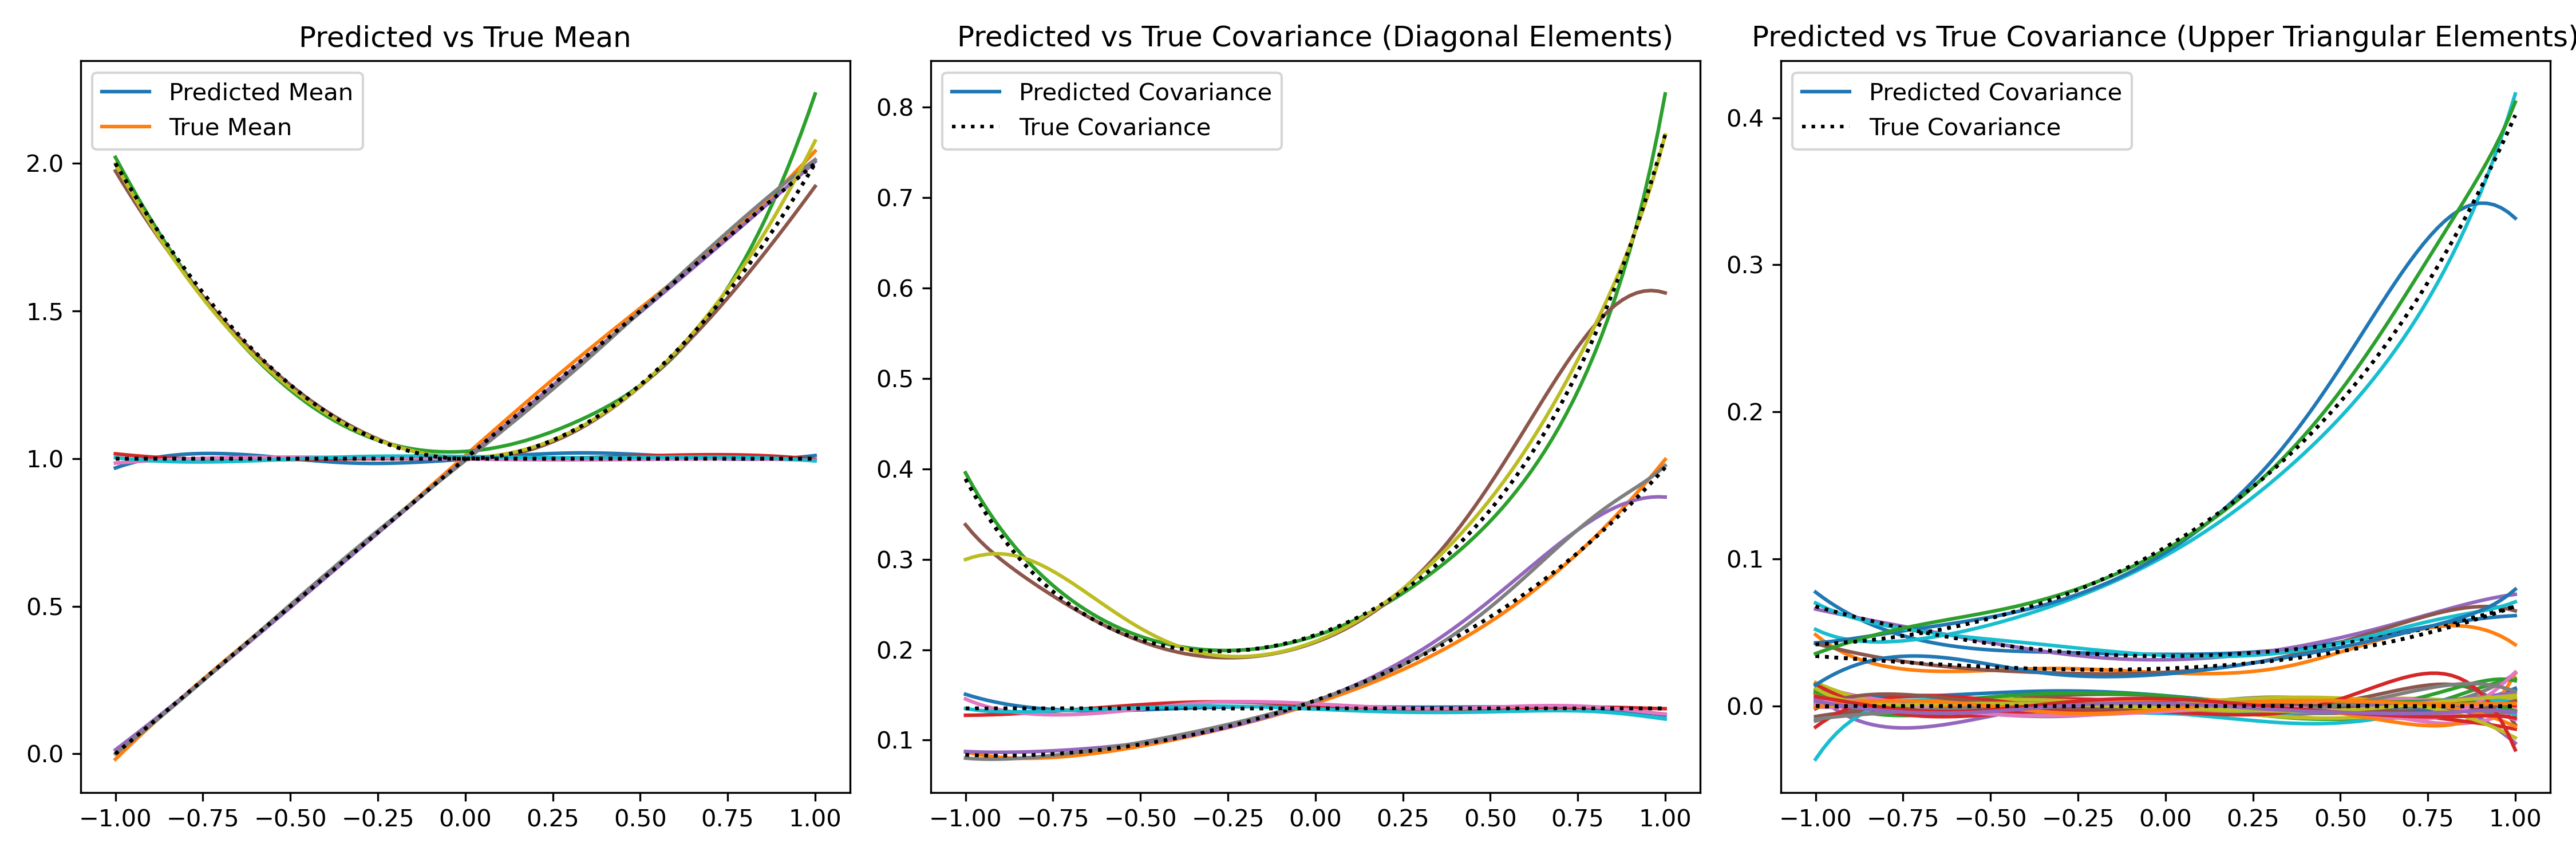 Predicted vs True Mean
Predicted Mean
True Mean
2.0
1.5
1.0
0.5
0.0
−1.00 −0.75 −0.50 −0.25 0.00 0.25 0.50 0.75 1.00
Predicted vs True Covariance (Diagonal Elements)
Predicted Covariance
True Covariance
0.8
0.7
0.6
0.5
0.4
0.3
0.2
0.1
−1.00 −0.75 −0.50 −0.25 0.00 0.25 0.50 0.75 1.00
Predicted vs True Covariance (Upper Triangular Elements)
Predicted Covariance
True Covariance
0.4
0.3
0.2
0.1
0.0
−1.00 −0.75 −0.50 −0.25 0.00 0.25 0.50 0.75 1.00